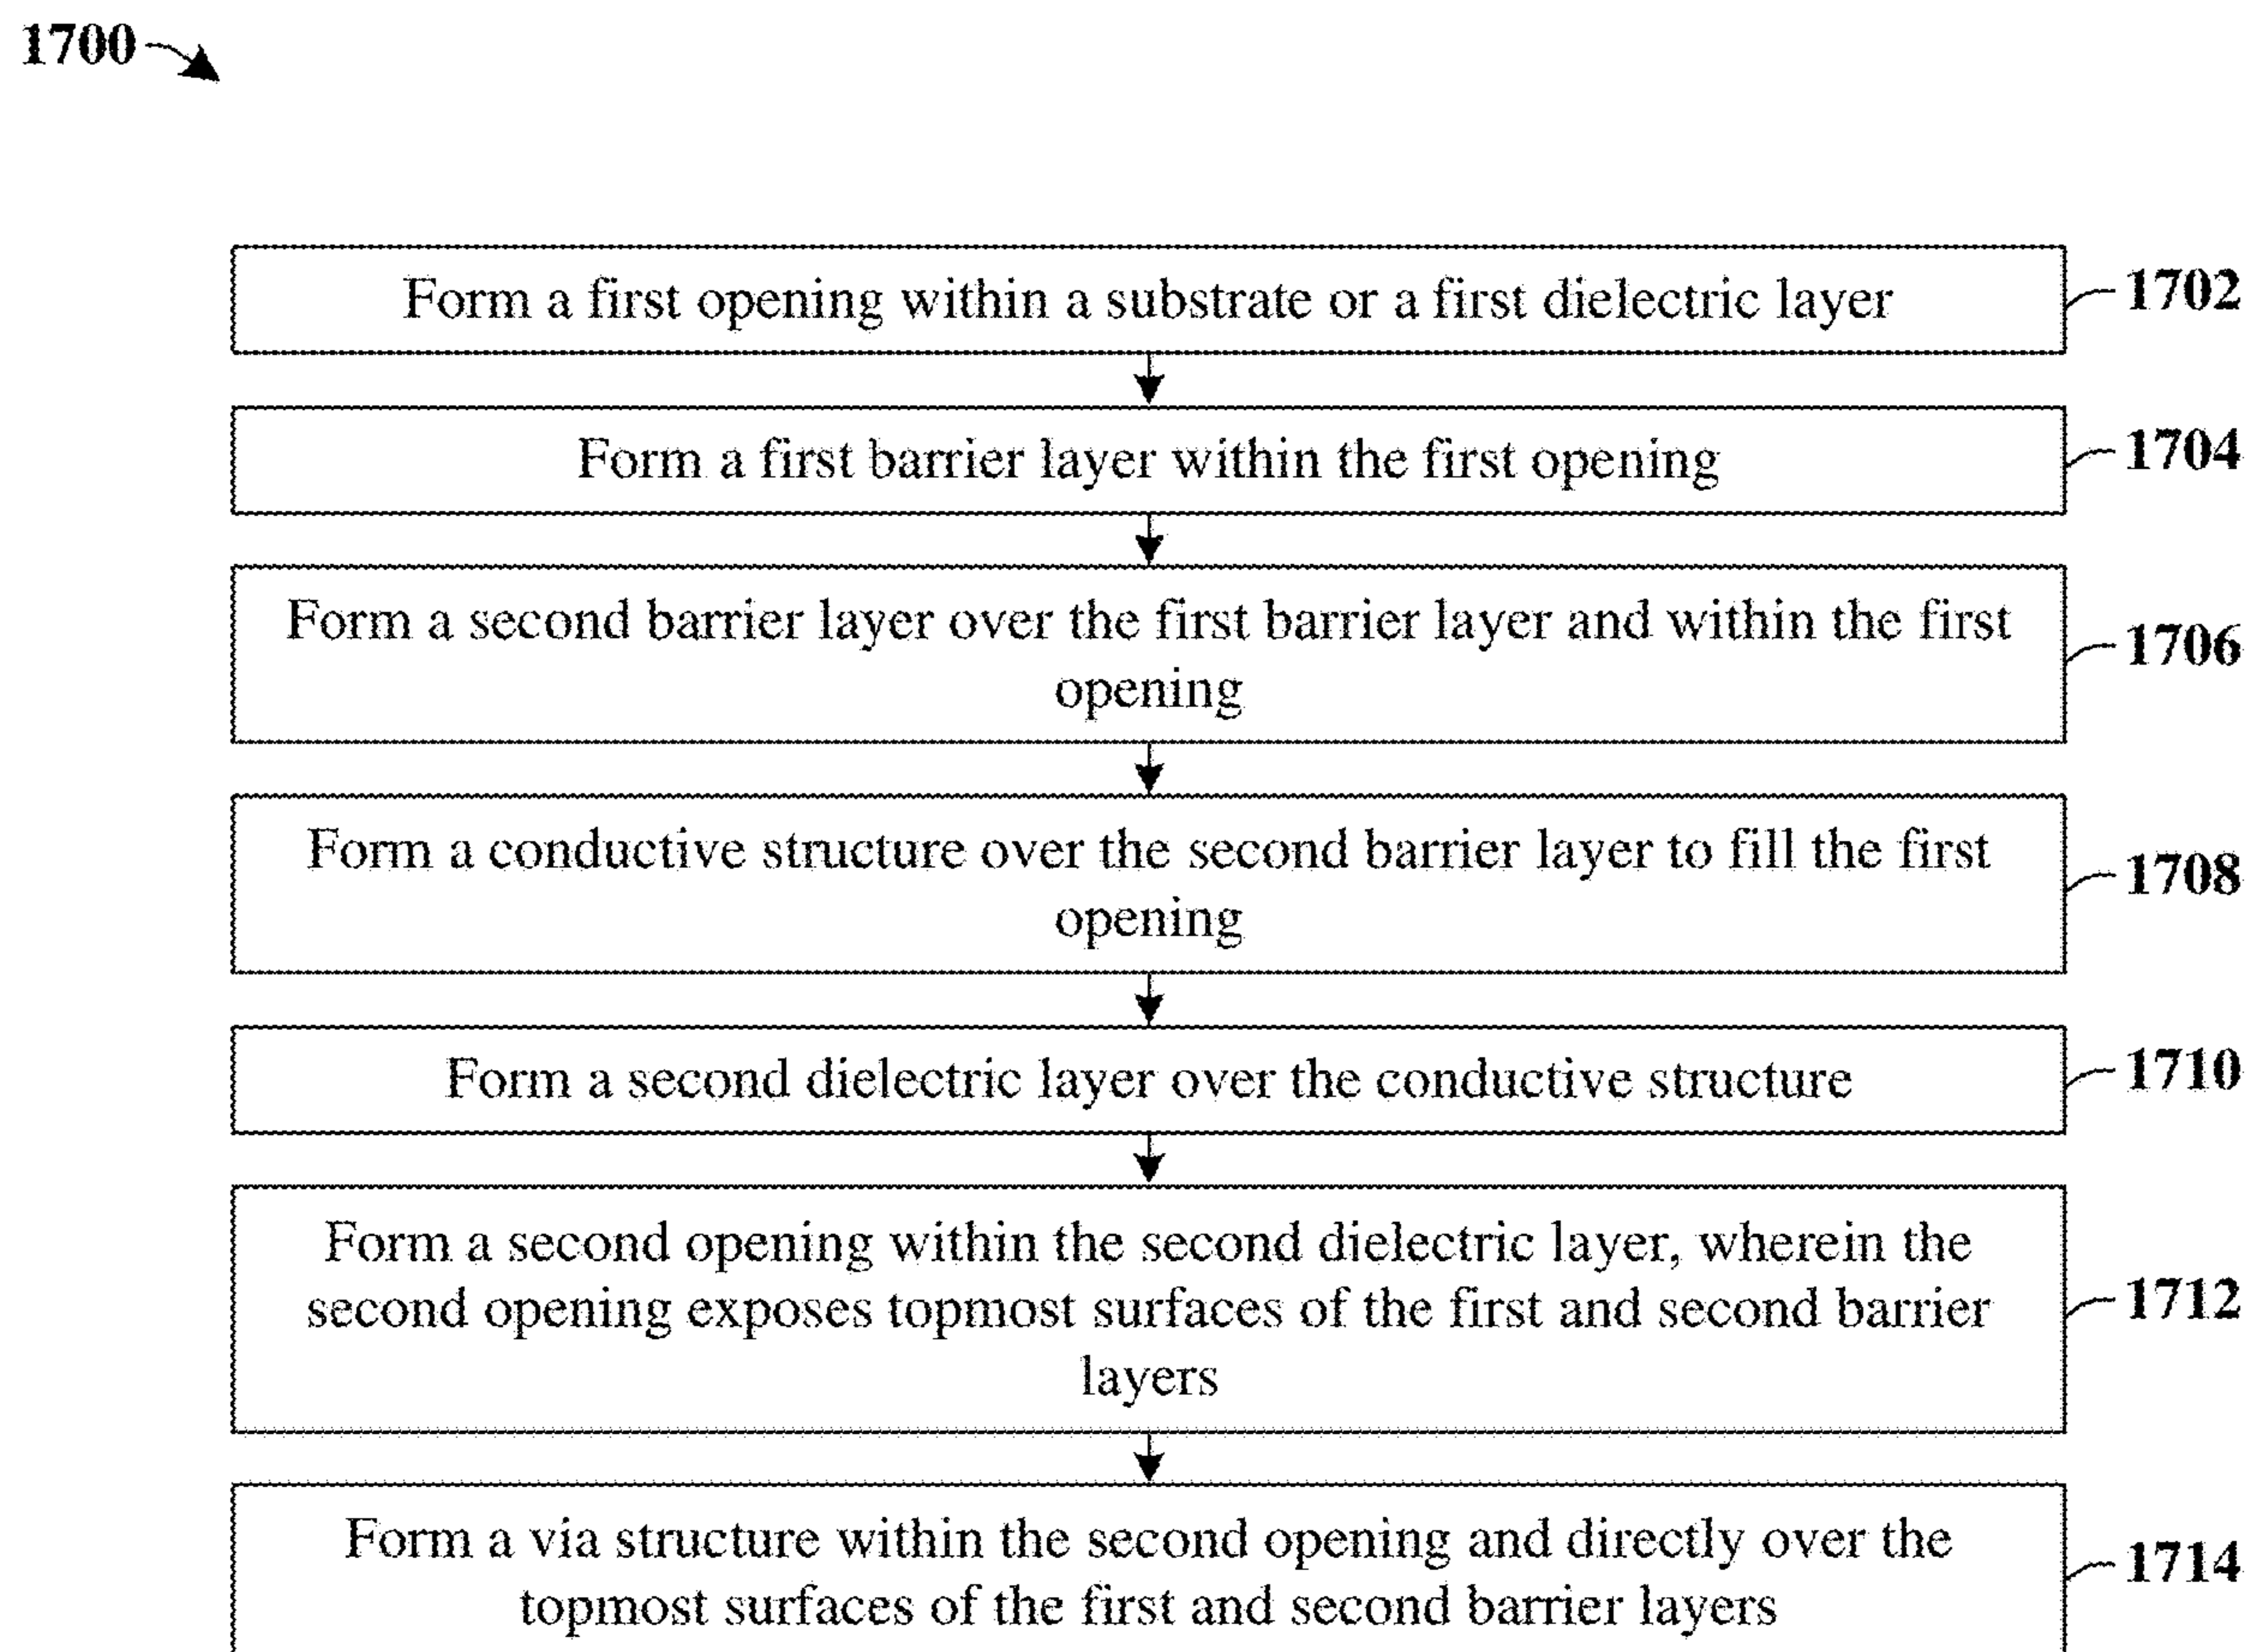 1700
Form a first opening within a substrate or a first dielectric layer
1702
Form a first barrier layer within the first opening
1704
Form a second barrier layer over the first barrier layer and within the first
opening
1706
Form a conductive structure over the second barrier layer to fill the first
opening
1708
Form a second dielectric layer over the conductive structure
1710
Form a second opening within the second dielectric layer, wherein the
second opening exposes topmost surfaces of the first and second barrier
layers
1712
Form a via structure within the second opening and directly over the
topmost surfaces of the first and second barrier layers
1714